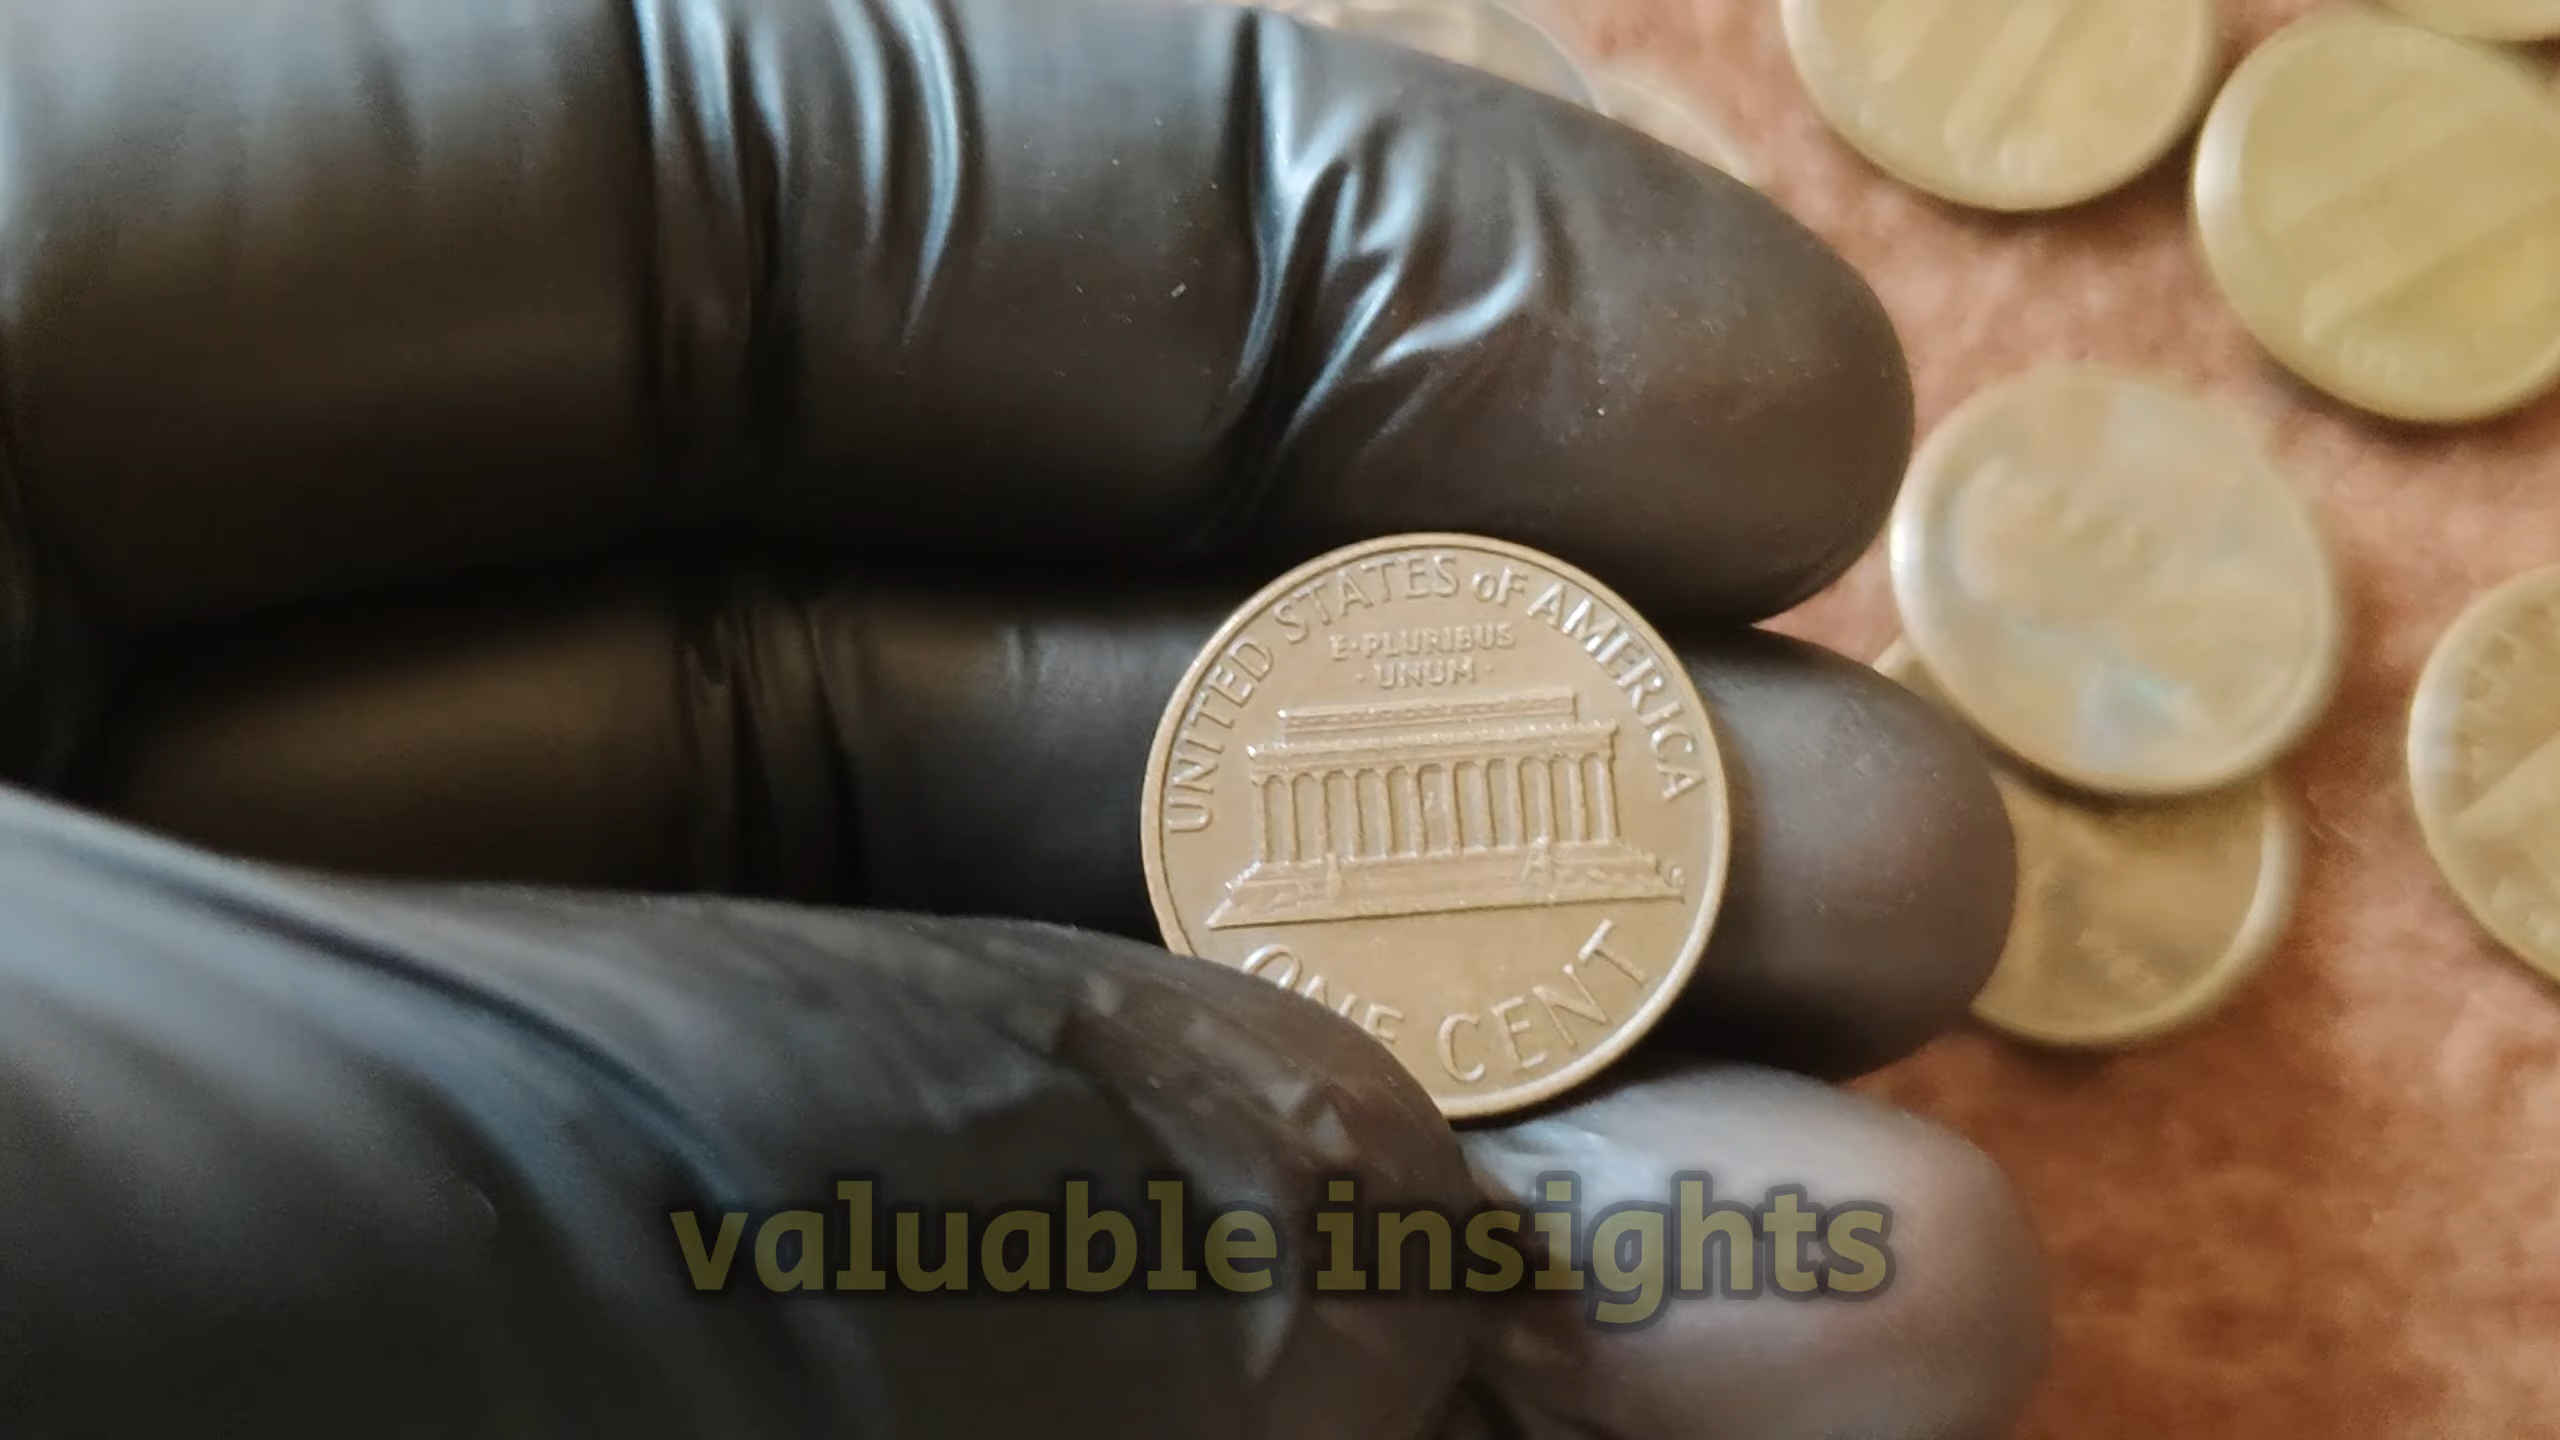 UNITED STATES oF AMERICA
E·PLURIBUS
·UNUM·
ONE CENT
valuable insights